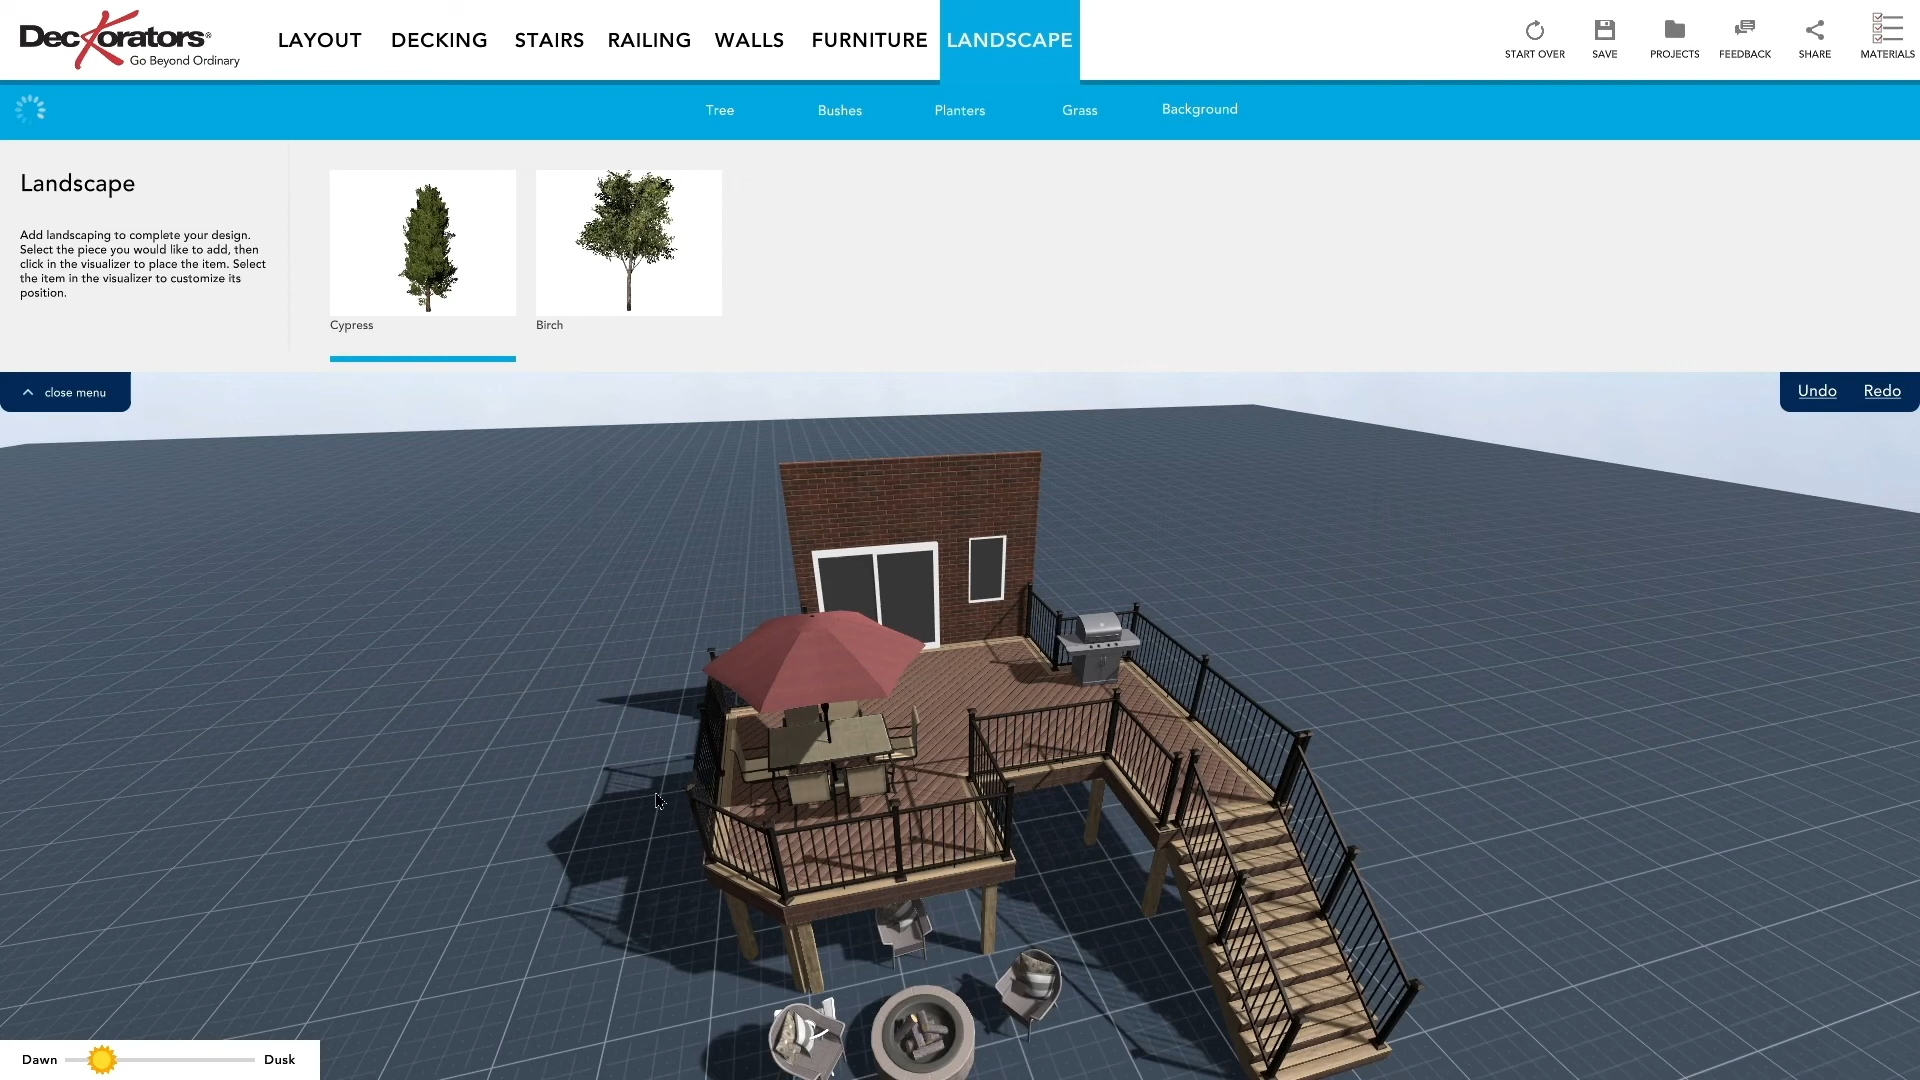 Deckorators®
Go Beyond Ordinary
LAYOUT DECKING STAIRS RAILING WALLS FURNITURE LANDSCAPE
START OVER SAVE PROJECTS FEEDBACK SHARE MATERIALS
Tree Bushes Planters Grass Background
Landscape
Add landscaping to complete your design.
Select the piece you would like to add, then
click in the visualizer to place the item. Select
the item in the visualizer to customize its
position.
Cypress Birch
close menu
Undo Redo
Dawn Dusk